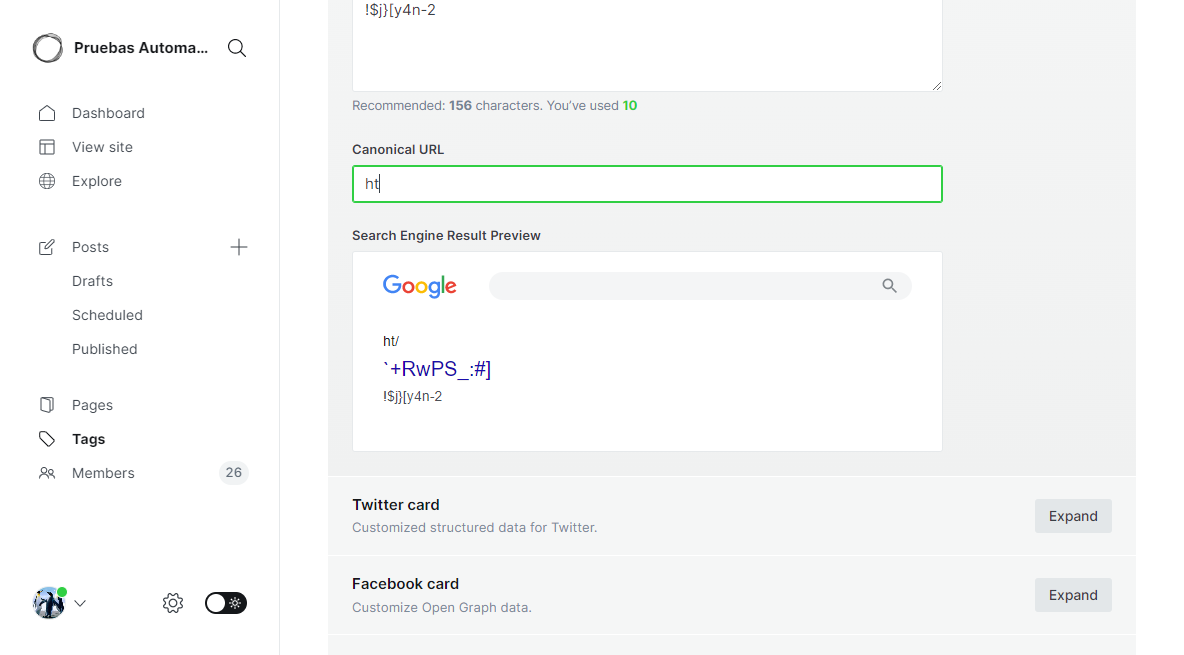 Pruebas Automa...
Dashboard
View site
Explore
Posts
Drafts
Scheduled
Published
Pages
Tags
Members 26
!$j}[y4n-2
Recommended: 156 characters. You’ve used 10
Canonical URL
ht
Search Engine Result Preview
Google
ht/
`+RwPS_:#]
!$j}[y4n-2
Twitter card
Customized structured data for Twitter.
Expand
Facebook card
Customize Open Graph data.
Expand